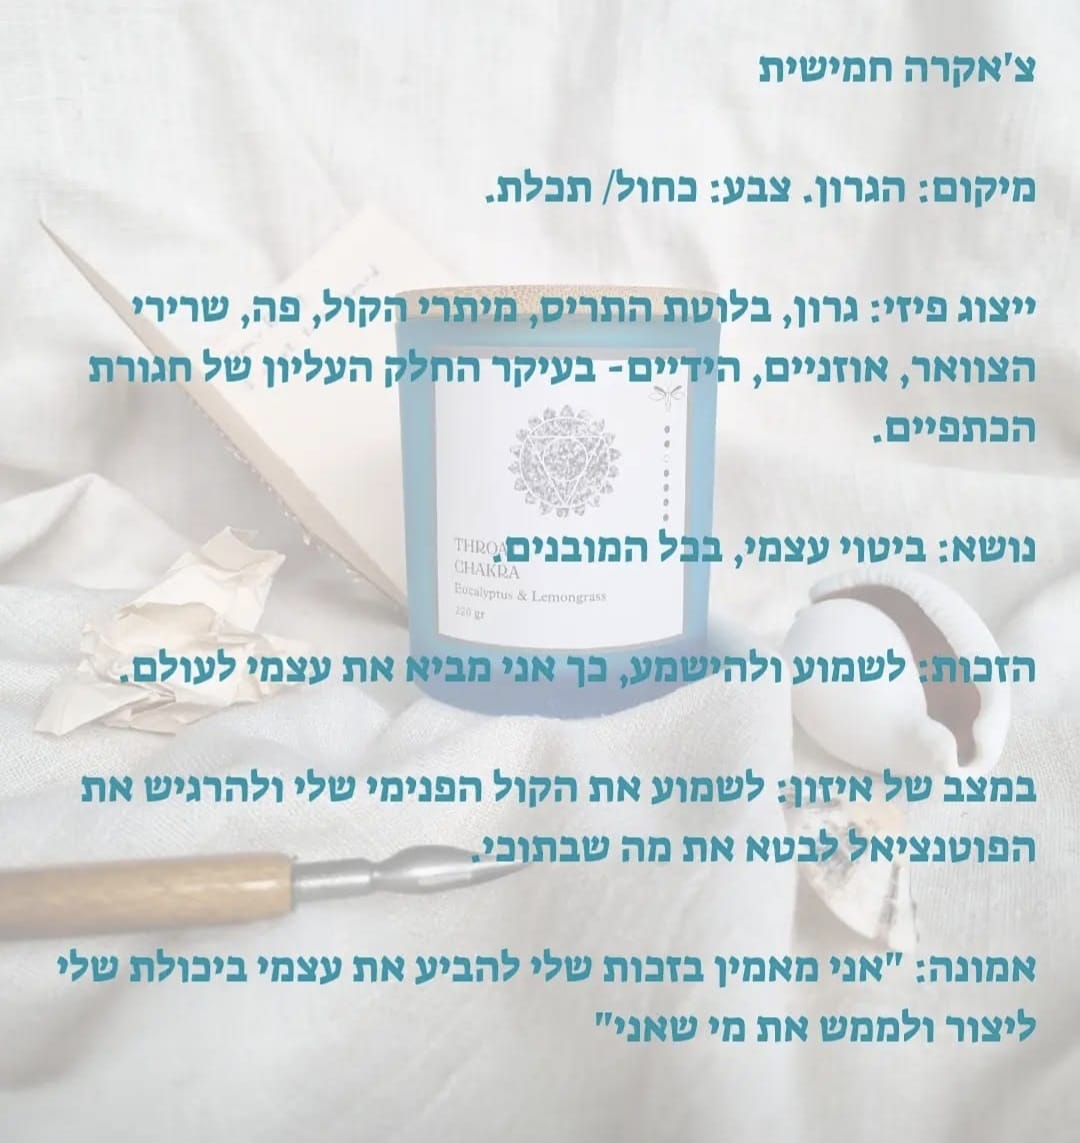 צ'אקרה חמישית
מיקום: הגרון. צבע: כחול/ תכלת.
ייצוג פיזי: גרון, בלוטת התריס, מיתרי הקול, פה, שרירי
הצוואר, אוזניים, הידיים- בעיקר החלק העליון של חגורת
הכתפיים.
נושא: ביטוי עצמי, בכל המובנים.
הזכות: לשמוע ולהישמע, כך אני מביא את עצמי לעולם.
במצב של איזון: לשמוע את הקול הפנימי שלי ולהרגיש את
הפוטנציאל לבטא את מה שבתוכי.
אמונה: "אני מאמין בזכות שלי להביע את עצמי ביכולת שלי
ליצור ולממש את מי שאני"
THROAT
CHAKRA
Eucalyptus & Lemongrass
220 gr